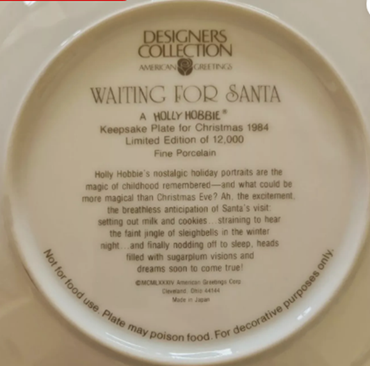 DESIGNERS
COLLECTION
AMERICAN GREETINGS
WAITING FOR SANTA
A HOLLY HOBBIE®
Keepsake Plate for Christmas 1984
Limited Edition of 12,000
Fine Porcelain
Holly Hobbie's nostalgic holiday portraits are the
magic of childhood remembered—and what could be
more magical than Christmas Eve? Ah, the excitement,
the breathless anticipation of Santa's visit:
setting out milk and cookies...straining to hear
the faint jingle of sleighbells in the winter
night...and finally nodding off to sleep, heads
filled with sugarplum visions and
dreams soon to come true!
©MCMLXXXIV American Greetings Corp.
Cleveland, Ohio 44144
Made in Japan
Not for food use. Plate may poison food. For decorative purposes only.